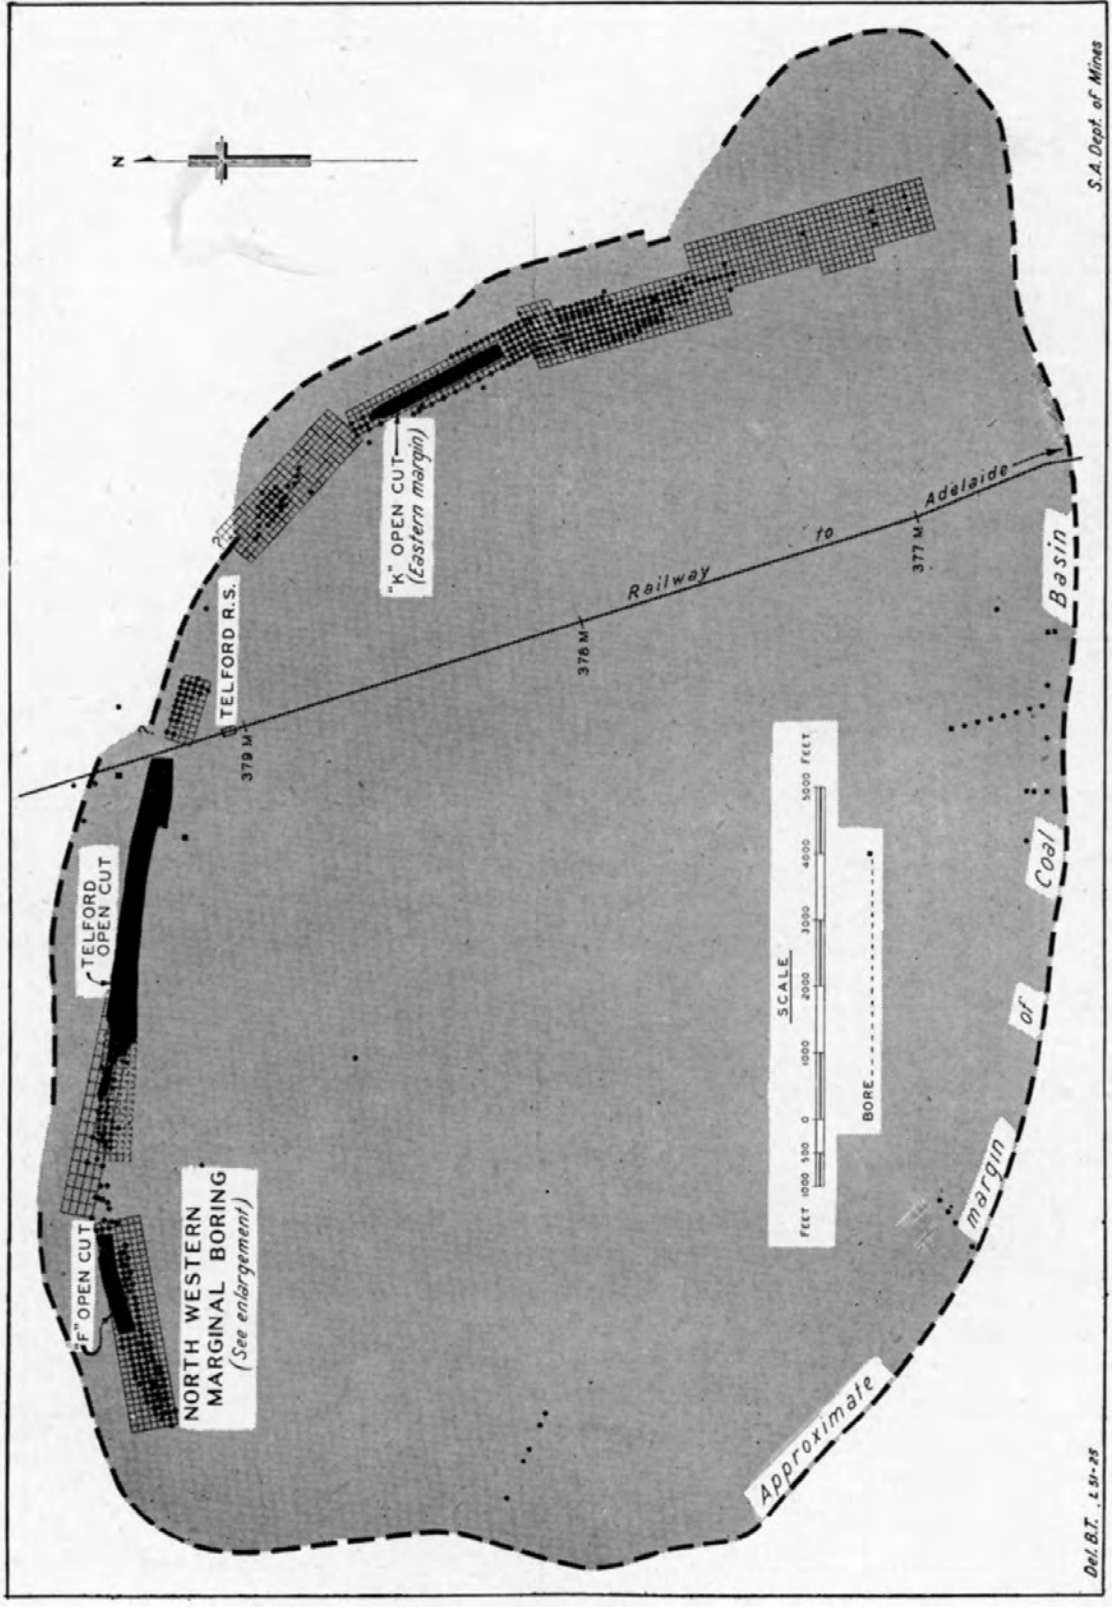 N
S.A. Dept. of Mines
"F" OPEN CUT
TELFORD
OPEN CUT
NORTH WESTERN
MARGINAL BORING
(See enlargement)
TELFORD R.S.
?
?
"K" OPEN CUT
(Eastern margin)
379 M
378 M
377 M
Railway to Adelaide
SCALE
FEET 1000 500 0 1000 2000 3000 4000 5000 FEET
BORE
Approximate margin of Coal Basin
Del. B.T. L 51-25